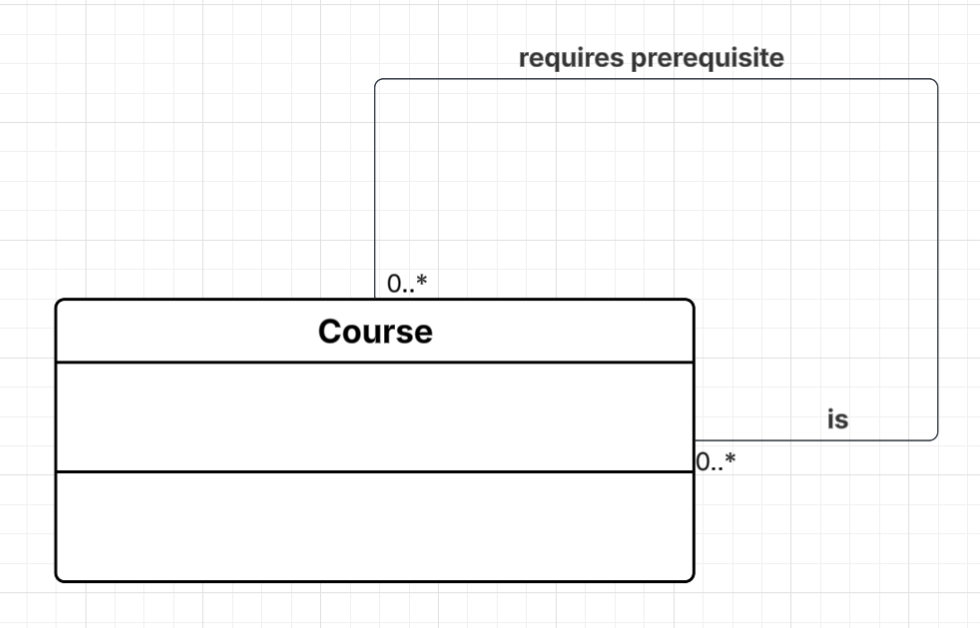 requires prerequisite
0..*
Course
is
0..*